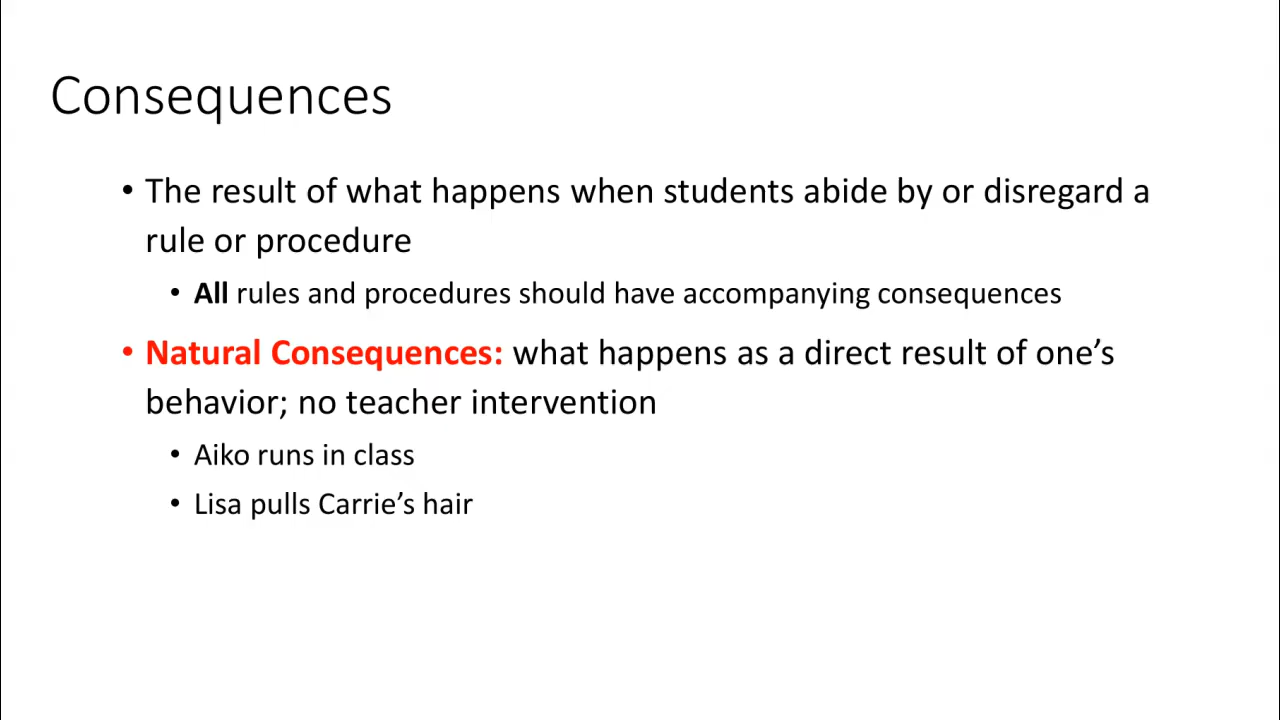 Consequences
• The result of what happens when students abide by or disregard a
rule or procedure
• All rules and procedures should have accompanying consequences
• Natural Consequences: what happens as a direct result of one’s
behavior; no teacher intervention
• Aiko runs in class
• Lisa pulls Carrie’s hair